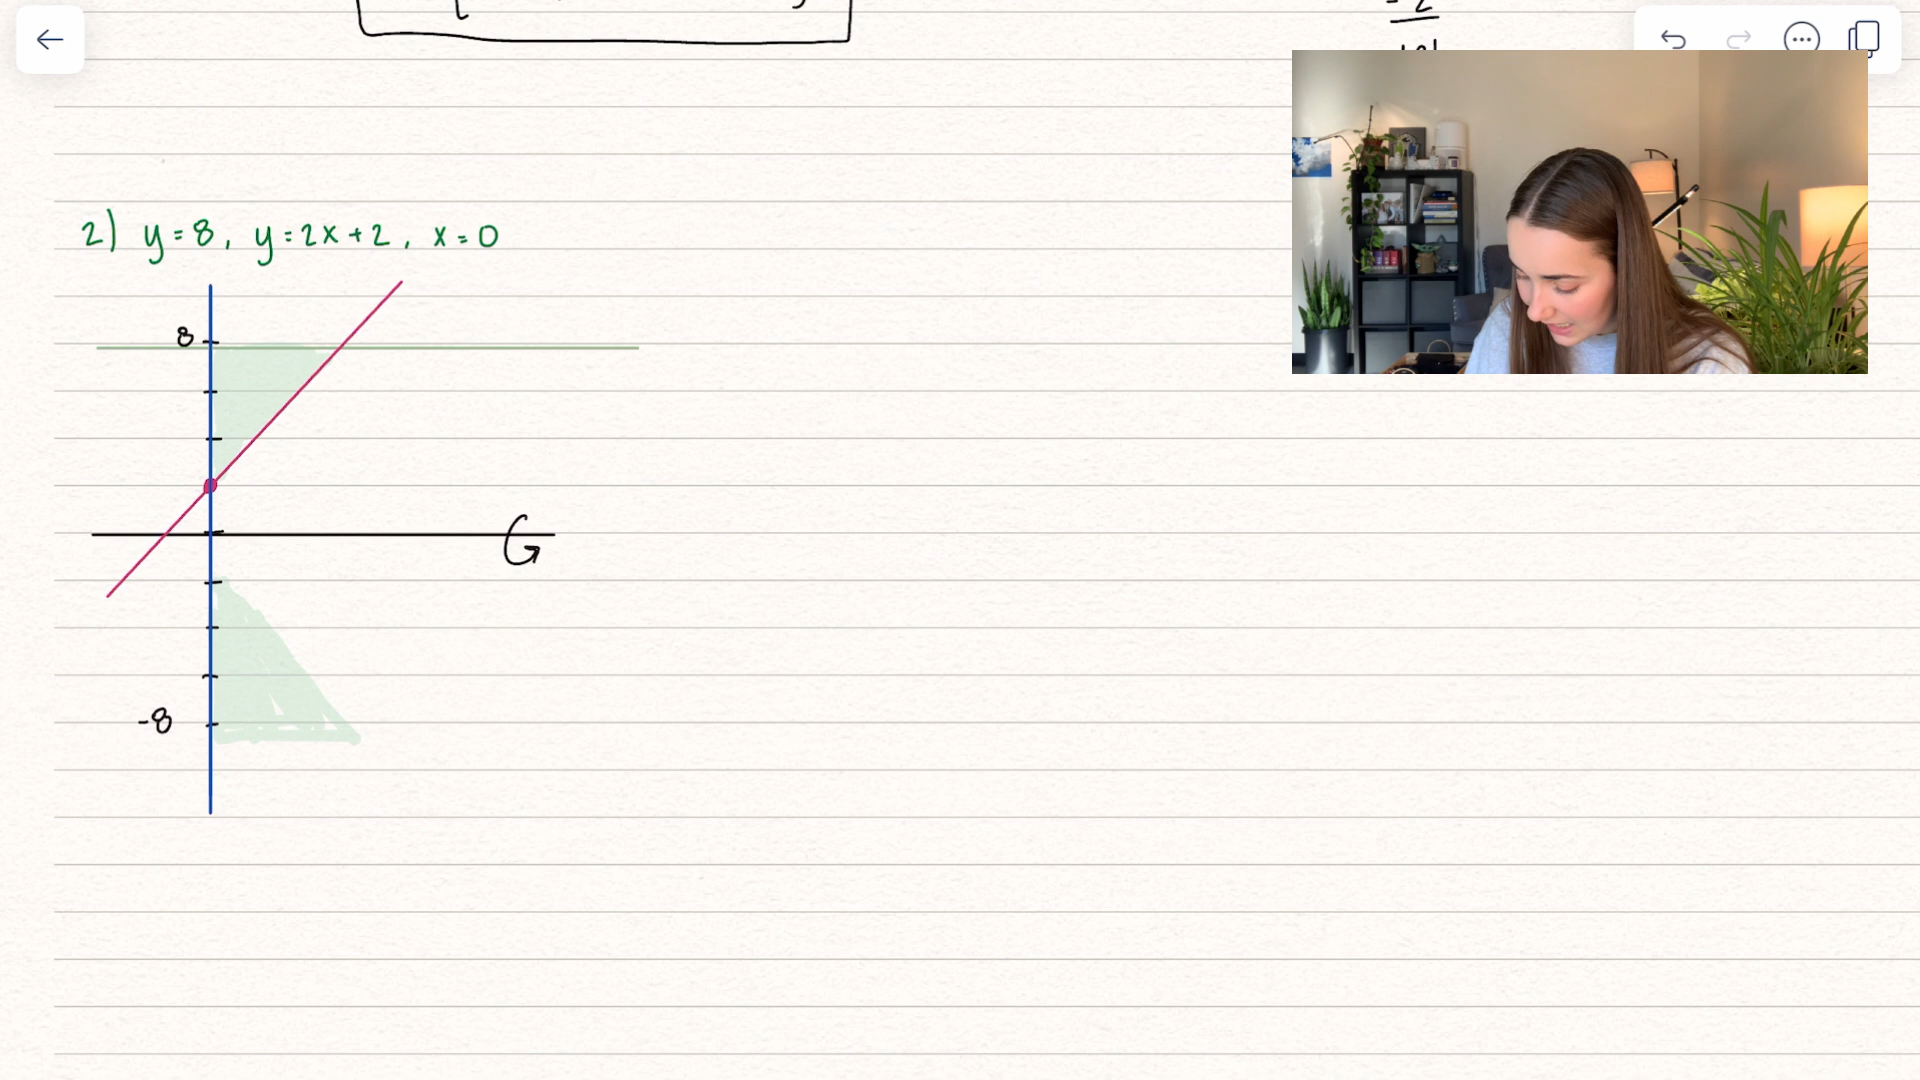 2) y=8, y=2x+2, x=0
8
-8